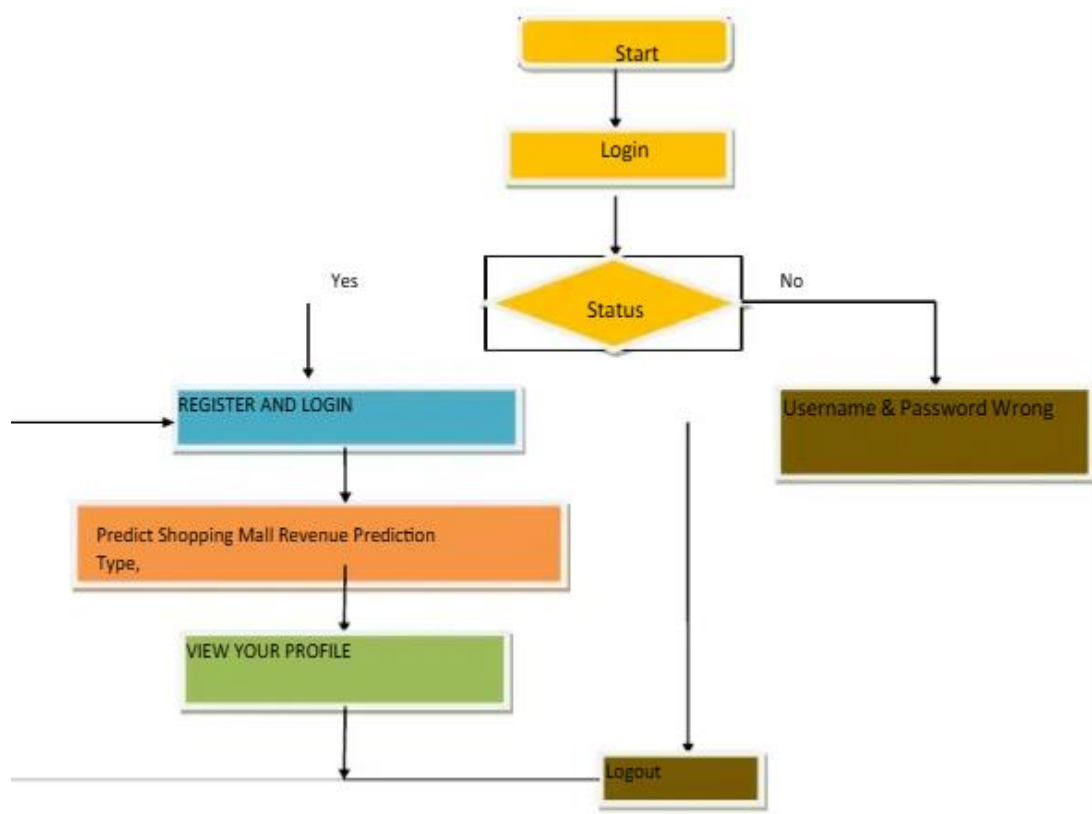 Start
Login
Yes
No
Status
REGISTER AND LOGIN
Username & Password Wrong
Predict Shopping Mall Revenue Prediction
Type,
VIEW YOUR PROFILE
Logout